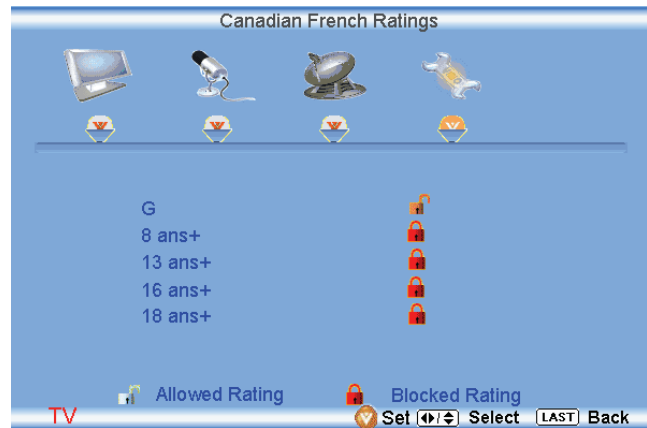 Canadian French Ratings
G
8 ans+
13 ans+
16 ans+
18 ans+
Allowed Rating Blocked Rating
TV Set Select LAST Back